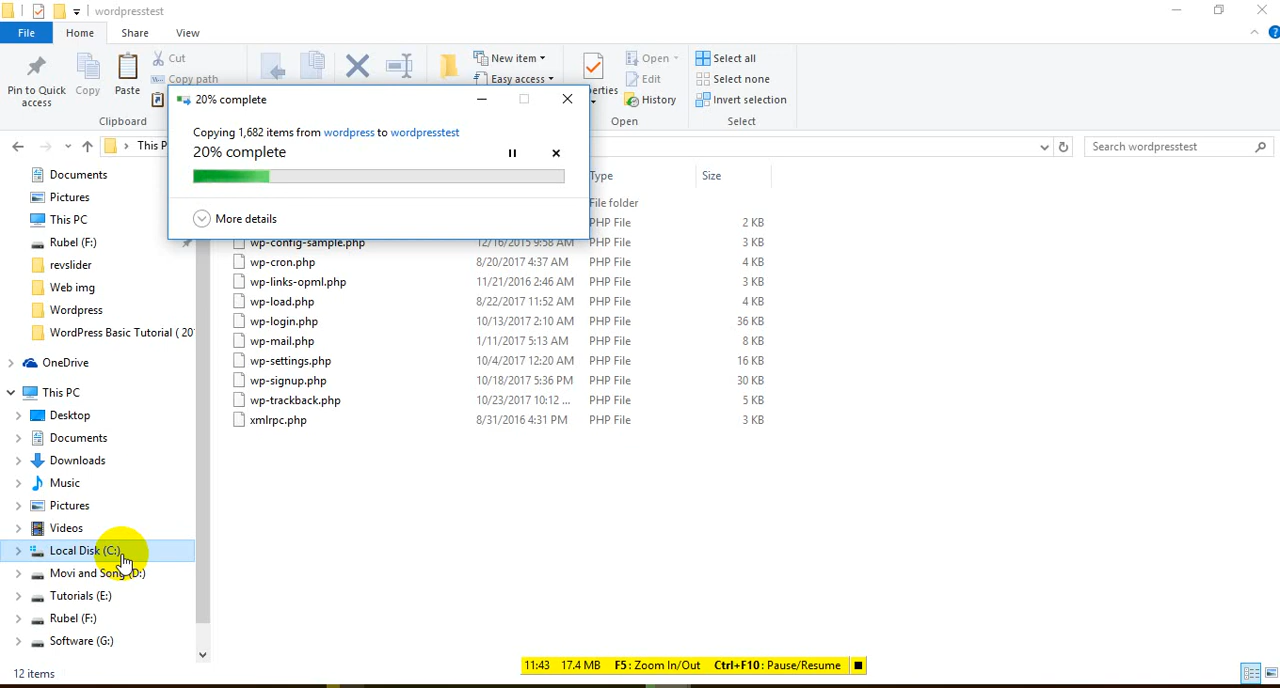 wordpresstest
File Home Share View
Pin to Quick access
Copy
Paste
Cut
Copy path
Clipboard
New item
Easy access
Open
Edit
History
Open
Select all
Select none
Invert selection
Select
20% complete
Copying 1,682 items from wordpress to wordpresstest
20% complete
More details
Search wordpresstest
Type Size
File folder
PHP File 2 KB
wp-config-sample.php 12/16/2015 9:58 AM PHP File 3 KB
wp-cron.php 8/20/2017 4:37 AM PHP File 4 KB
wp-links-opml.php 11/21/2016 2:46 AM PHP File 3 KB
wp-load.php 8/22/2017 11:52 AM PHP File 4 KB
wp-login.php 10/13/2017 2:10 AM PHP File 36 KB
wp-mail.php 1/11/2017 5:13 AM PHP File 8 KB
wp-settings.php 10/4/2017 12:20 AM PHP File 16 KB
wp-signup.php 10/18/2017 5:36 PM PHP File 30 KB
wp-trackback.php 10/23/2017 10:12 ... PHP File 5 KB
xmlrpc.php 8/31/2016 4:31 PM PHP File 3 KB
Documents
Pictures
This PC
Rubel (F:)
revslider
Web img
Wordpress
WordPress Basic Tutorial ( 20
OneDrive
This PC
Desktop
Documents
Downloads
Music
Pictures
Videos
Local Disk (C:)
Movi and Song (D:)
Tutorials (E:)
Rubel (F:)
Software (G:)
12 items
11:43 17.4 MB F5: Zoom In/Out Ctrl+F10: Pause/Resume